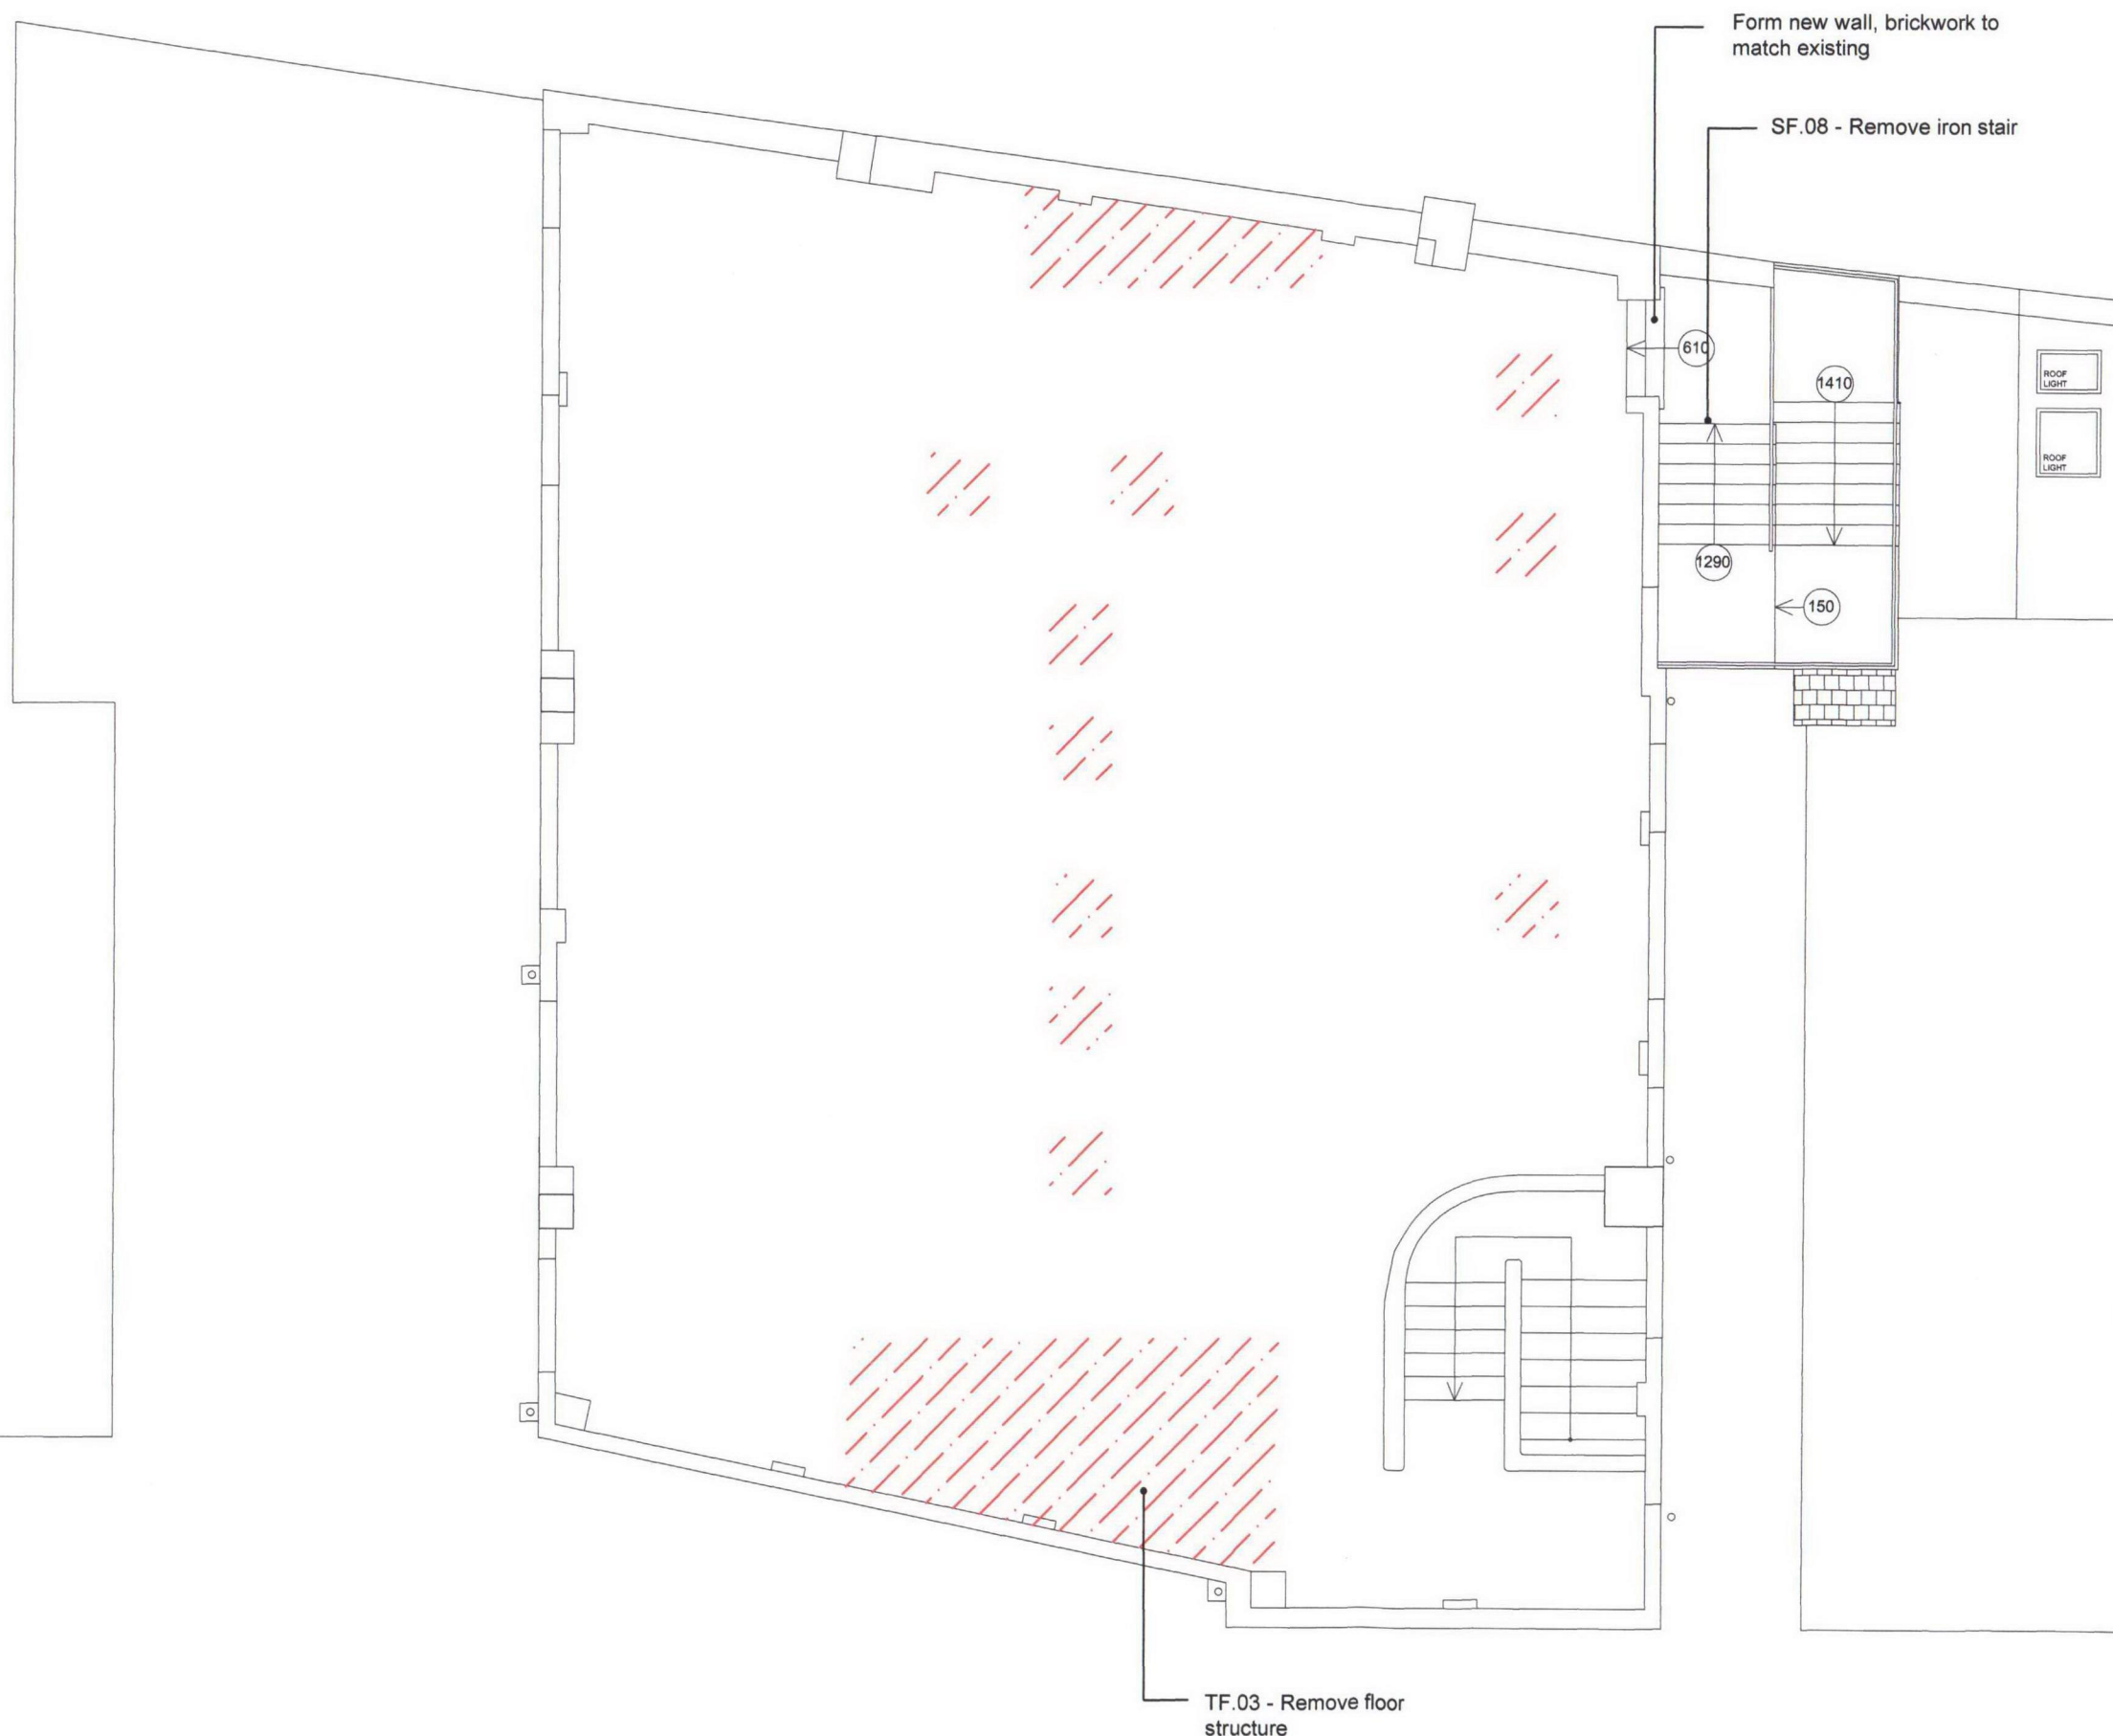 Form new wall, brickwork to
match existing
SF.08 - Remove iron stair
610
1410
ROOF
LIGHT
ROOF
LIGHT
1290
150
TF.03 - Remove floor
structure